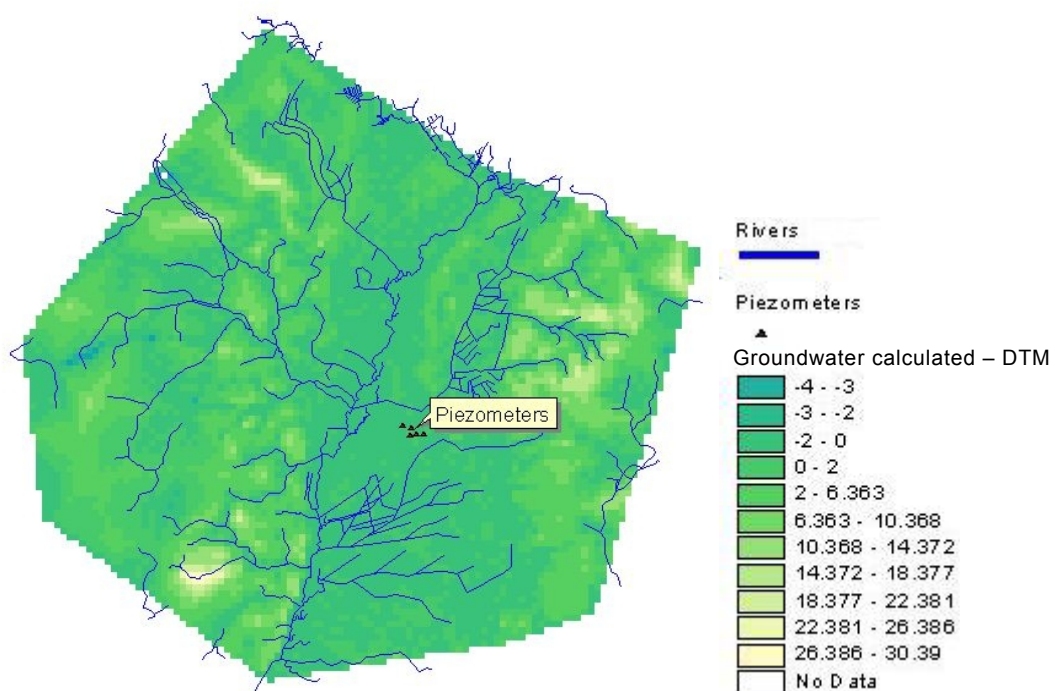 Piezometers
Rivers
Piezometers
Groundwater calculated – DTM
-4 - -3
-3 - -2
-2 - 0
0 - 2
2 - 6.363
6.363 - 10.368
10.368 - 14.372
14.372 - 18.377
18.377 - 22.381
22.381 - 26.386
26.386 - 30.39
No Data